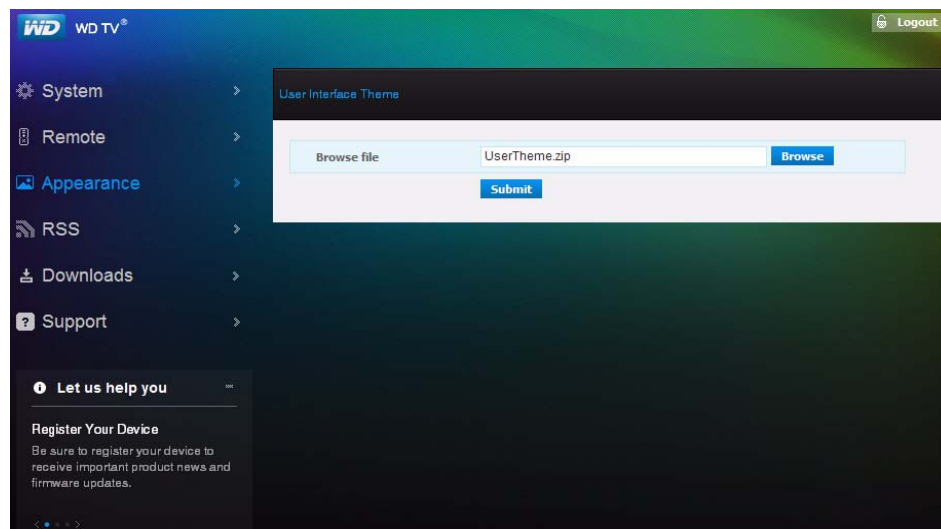 WD WD TV®
Logout
System
Remote
Appearance
RSS
Downloads
Support
User Interface Theme
Browse file UserTheme.zip Browse
Submit
Let us help you
Register Your Device
Be sure to register your device to
receive important product news and
firmware updates.